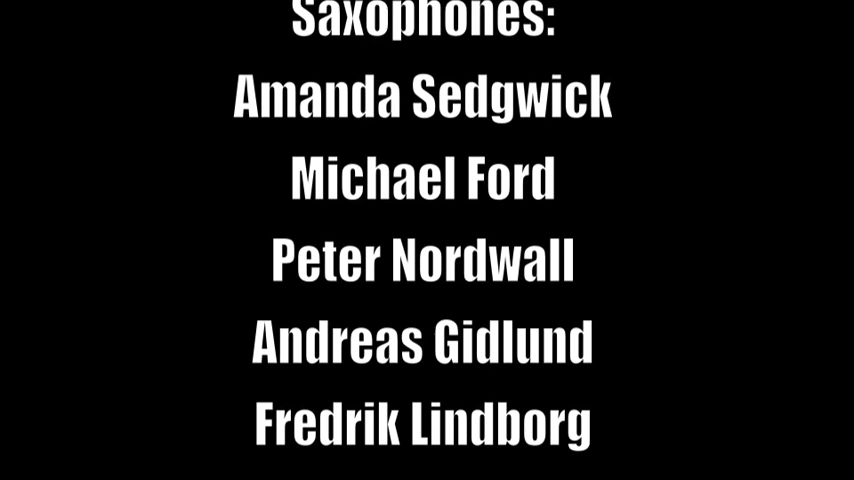 Saxophones:
Amanda Sedgwick
Michael Ford
Peter Nordwall
Andreas Gidlund
Fredrik Lindborg